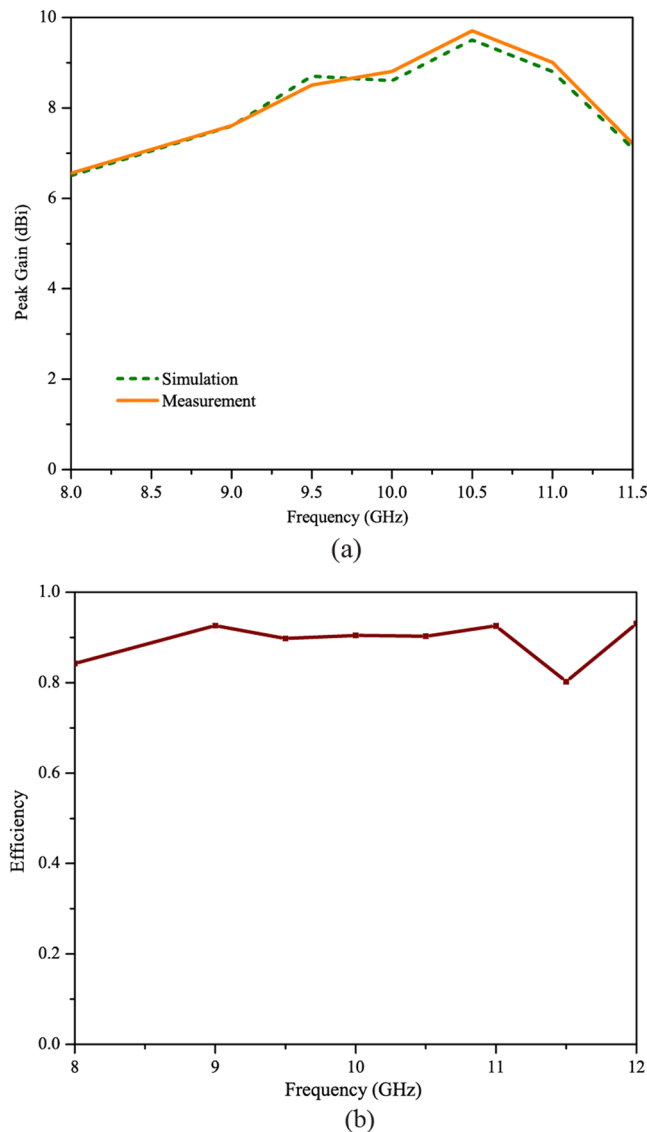 10
8
6
4
2
0
Peak Gain (dBi)
Simulation
Measurement
8.0 8.5 9.0 9.5 10.0 10.5 11.0 11.5
Frequency (GHz)
(a)
1.0
0.8
0.6
0.4
0.2
0.0
Efficiency
8 9 10 11 12
Frequency (GHz)
(b)